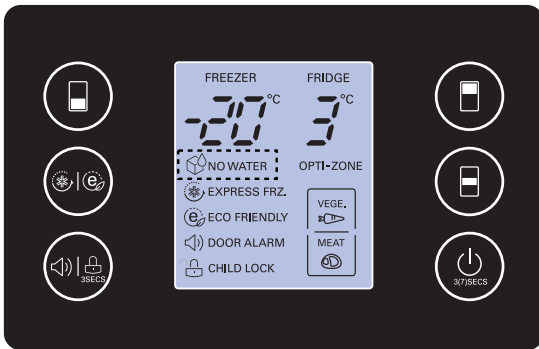 FREEZER FRIDGE
-20 °C 3 °C
NO WATER OPTI-ZONE
EXPRESS FRZ.
VEGE.
ECO FRIENDLY
DOOR ALARM MEAT
CHILD LOCK
e
e
3SECS
3(7)SECS